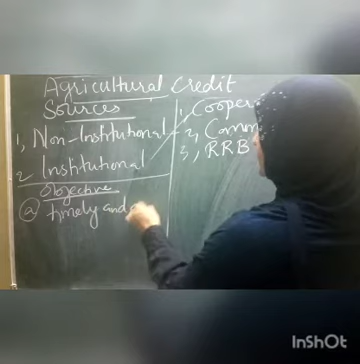 Agricultural Credit
Sources
1, Non-Institutional
2 Institutional
Objective
(a) timely and
1, Cooper
2, Comm
3, RRB
InShOt